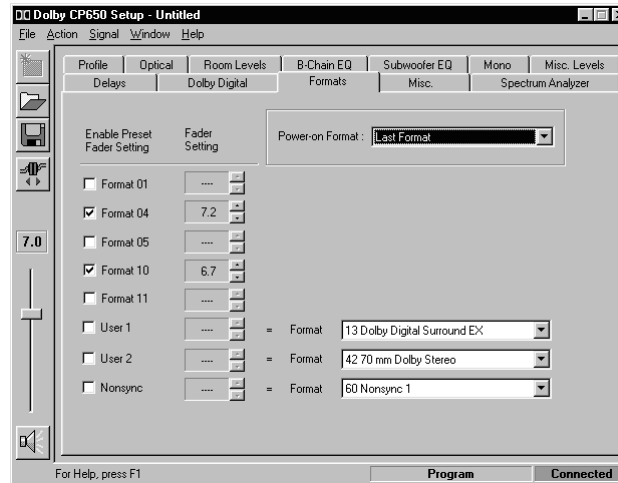 Dolby CP650 Setup - Untitled
File Action Signal Window Help
Profile Optical Room Levels B-Chain EQ Subwoofer EQ Mono Misc. Levels
Delays Dolby Digital Formats Misc. Spectrum Analyzer
Enable Preset Fader Setting
Fader Setting
Power-on Format : Last Format
Format 01 ----
Format 04 7.2
Format 05 ----
Format 10 6.7
Format 11 ----
User 1 ---- = Format 13 Dolby Digital Surround EX
User 2 ---- = Format 42 70 mm Dolby Stereo
Nonsync ---- = Format 60 Nonsync 1
7.0
For Help, press F1 Program Connected